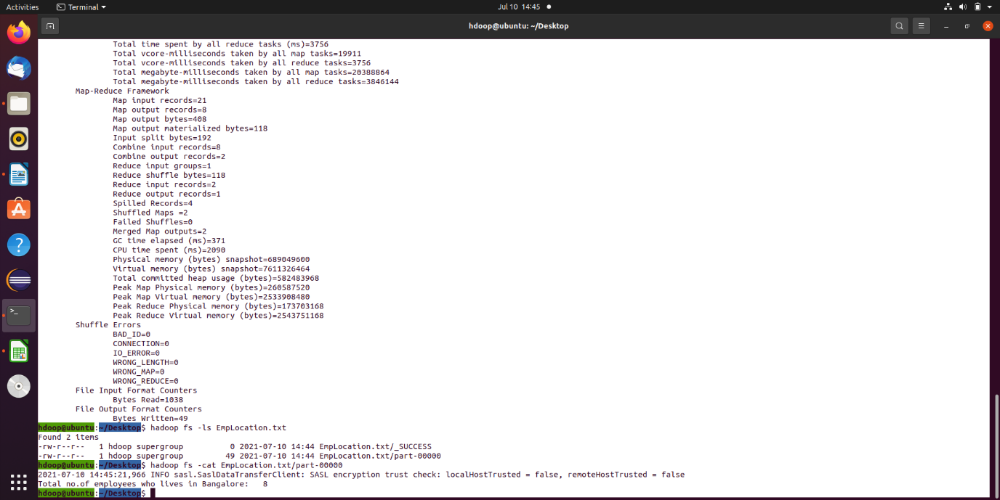 Activities Terminal Jul 10 14:45
hdoop@ubuntu: ~/Desktop
Total time spent by all reduce tasks (ms)=3756
Total vcore-milliseconds taken by all map tasks=19911
Total vcore-milliseconds taken by all reduce tasks=3756
Total megabyte-milliseconds taken by all map tasks=20388864
Total megabyte-milliseconds taken by all reduce tasks=3846144
Map-Reduce Framework
Map input records=21
Map output records=8
Map output bytes=408
Map output materialized bytes=118
Input split bytes=192
Combine input records=8
Combine output records=2
Reduce input groups=1
Reduce shuffle bytes=118
Reduce input records=2
Reduce output records=1
Spilled Records=4
Shuffled Maps =2
Failed Shuffles=0
Merged Map outputs=2
GC time elapsed (ms)=371
CPU time spent (ms)=2090
Physical memory (bytes) snapshot=689049600
Virtual memory (bytes) snapshot=7611326464
Total committed heap usage (bytes)=582483968
Peak Map Physical memory (bytes)=260587520
Peak Map Virtual memory (bytes)=2533908480
Peak Reduce Physical memory (bytes)=173703168
Peak Reduce Virtual memory (bytes)=2543751168
Shuffle Errors
BAD_ID=0
CONNECTION=0
IO_ERROR=0
WRONG_LENGTH=0
WRONG_MAP=0
WRONG_REDUCE=0
File Input Format Counters
Bytes Read=1038
File Output Format Counters
Bytes Written=49
hdoop@ubuntu:~/Desktop$ hadoop fs -ls EmpLocation.txt
Found 2 items
-rw-r--r--   1 hdoop supergroup          0 2021-07-10 14:44 EmpLocation.txt/_SUCCESS
-rw-r--r--   1 hdoop supergroup         49 2021-07-10 14:44 EmpLocation.txt/part-00000
hdoop@ubuntu:~/Desktop$ hadoop fs -cat EmpLocation.txt/part-00000
2021-07-10 14:45:21,966 INFO sasl.SaslDataTransferClient: SASL encryption trust check: localHostTrusted = false, remoteHostTrusted = false
Total no.of employees who lives in Bangalore:   8
hdoop@ubuntu:~/Desktop$